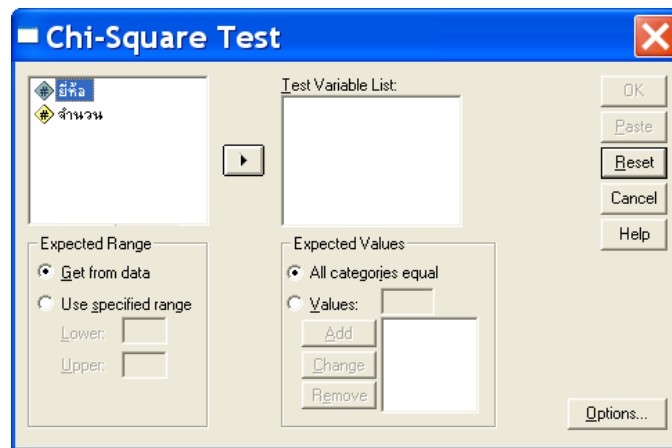 Chi-Square Test
ยี่ห้อ
จำนวน
Test Variable List:
OK
Paste
Reset
Cancel
Help
Expected Range
Get from data
Use specified range
Lower:
Upper:
Expected Values
All categories equal
Values:
Add
Change
Remove
Options...